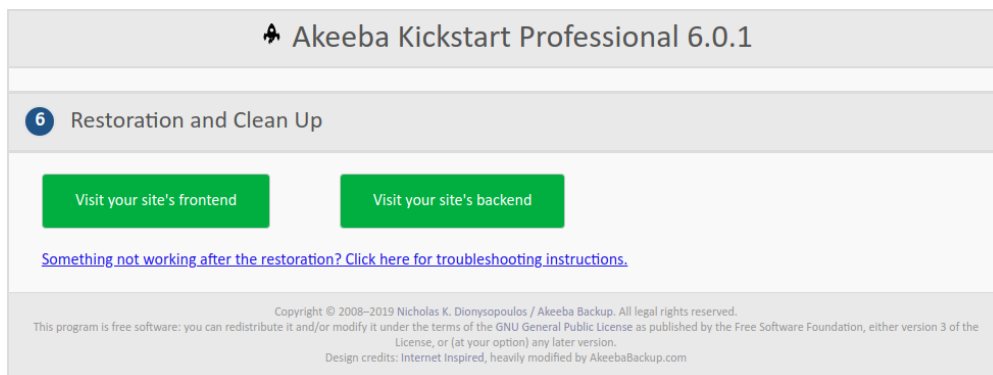 Akeeba Kickstart Professional 6.0.1
6 Restoration and Clean Up
Visit your site's frontend
Visit your site's backend
Something not working after the restoration? Click here for troubleshooting instructions.
Copyright © 2008–2019 Nicholas K. Dionysopoulos / Akeeba Backup. All legal rights reserved.
This program is free software: you can redistribute it and/or modify it under the terms of the GNU General Public License as published by the Free Software Foundation, either version 3 of the
License, or (at your option) any later version.
Design credits: Internet Inspired, heavily modified by AkeebaBackup.com